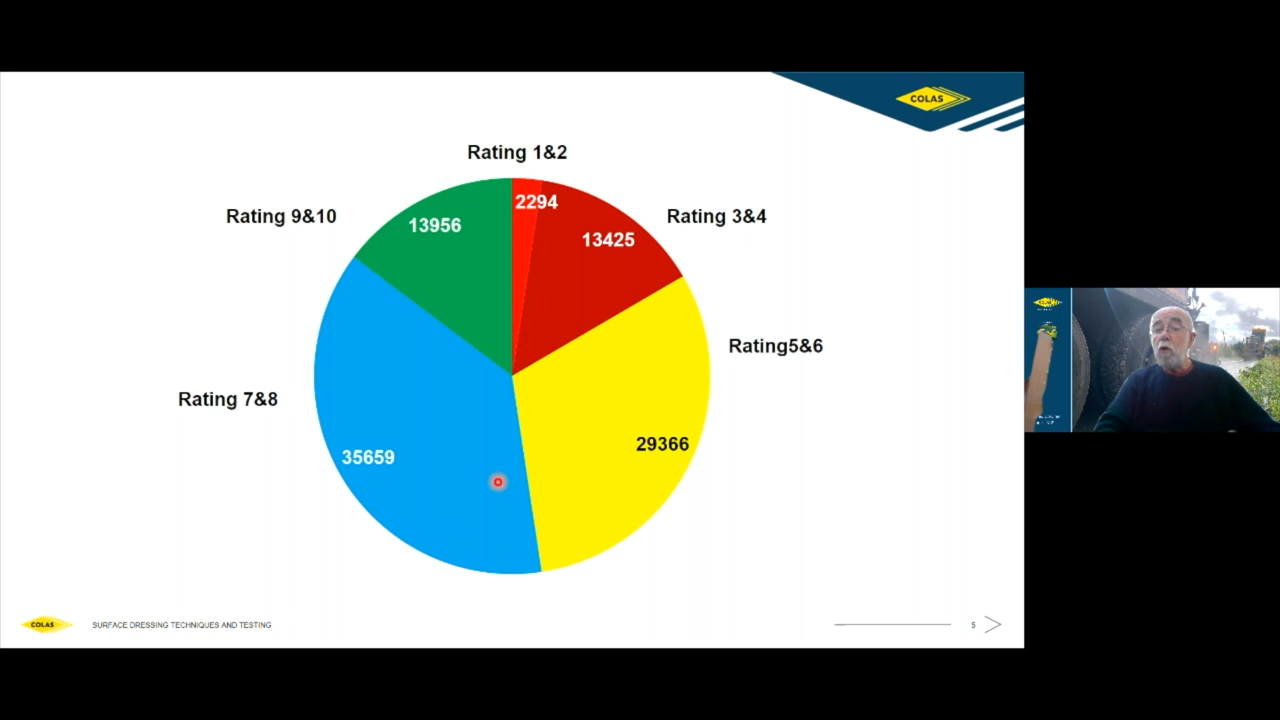 COLAS
Rating 1&2
2294
Rating 9&10
13956
Rating 3&4
13425
Rating5&6
Rating 7&8
29366
35659
COLAS
SURFACE DRESSING TECHNIQUES AND TESTING
5